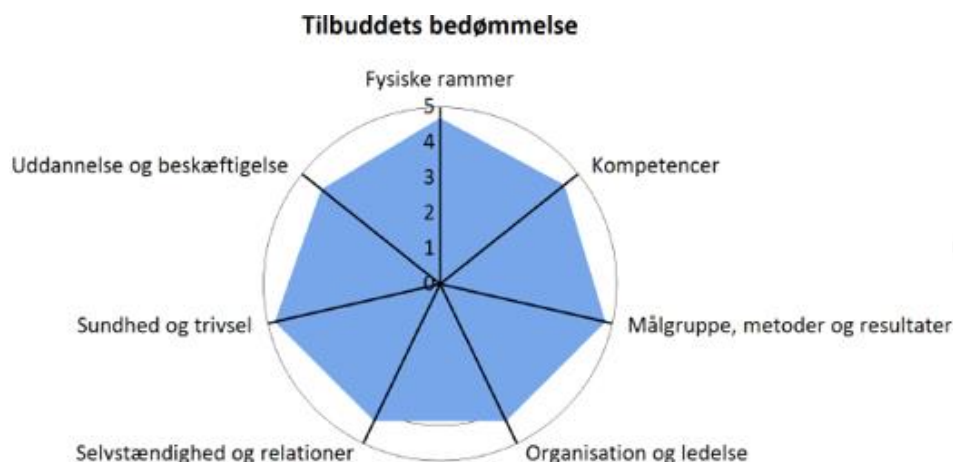 Tilbuddets bedømmelse
Fysiske rammer
5
4
3
2
1
0
Uddannelse og beskæftigelse
Kompetencer
Sundhed og trivsel
Målgruppe, metoder og resultater
Selvstændighed og relationer
Organisation og ledelse